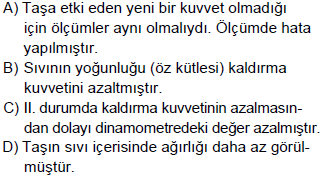 A) Taşa etki eden yeni bir kuvvet olmadığı
için ölçümler aynı olmalıydı. Ölçümde hata
yapılmıştır.
B) Sıvının yoğunluğu (öz kütlesi) kaldırma
kuvvetini azaltmıştır.
C) II. durumda kaldırma kuvvetinin azalmasın-
dan dolayı dinamometredeki değer azalmıştır.
D) Taşın sıvı içerisinde ağırlığı daha az görül-
müştür.